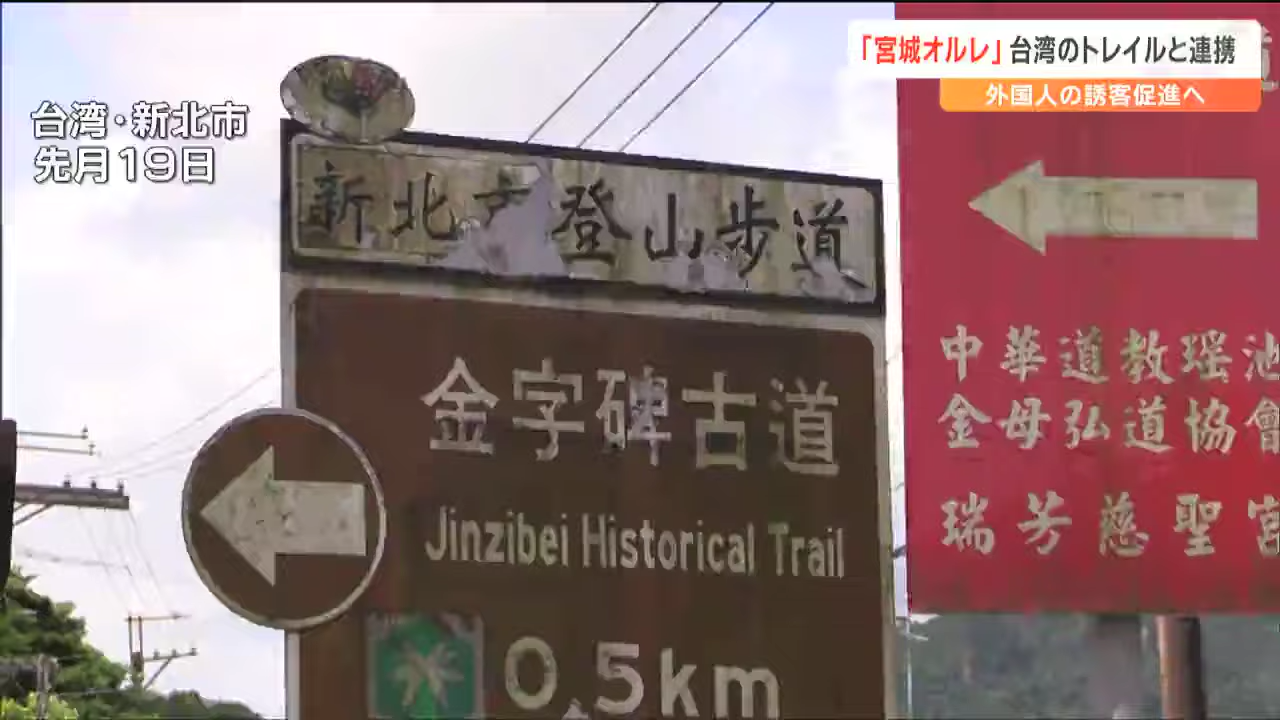 「宮城オルレ」台湾のトレイルと連携
外国人の誘客促進へ
台湾・新北市
先月19日
新北市登山步道
金字碑古道
Jinzibei Historical Trail
0.5km
中華道教瑶池
金母弘道協會
瑞芳慈聖宮